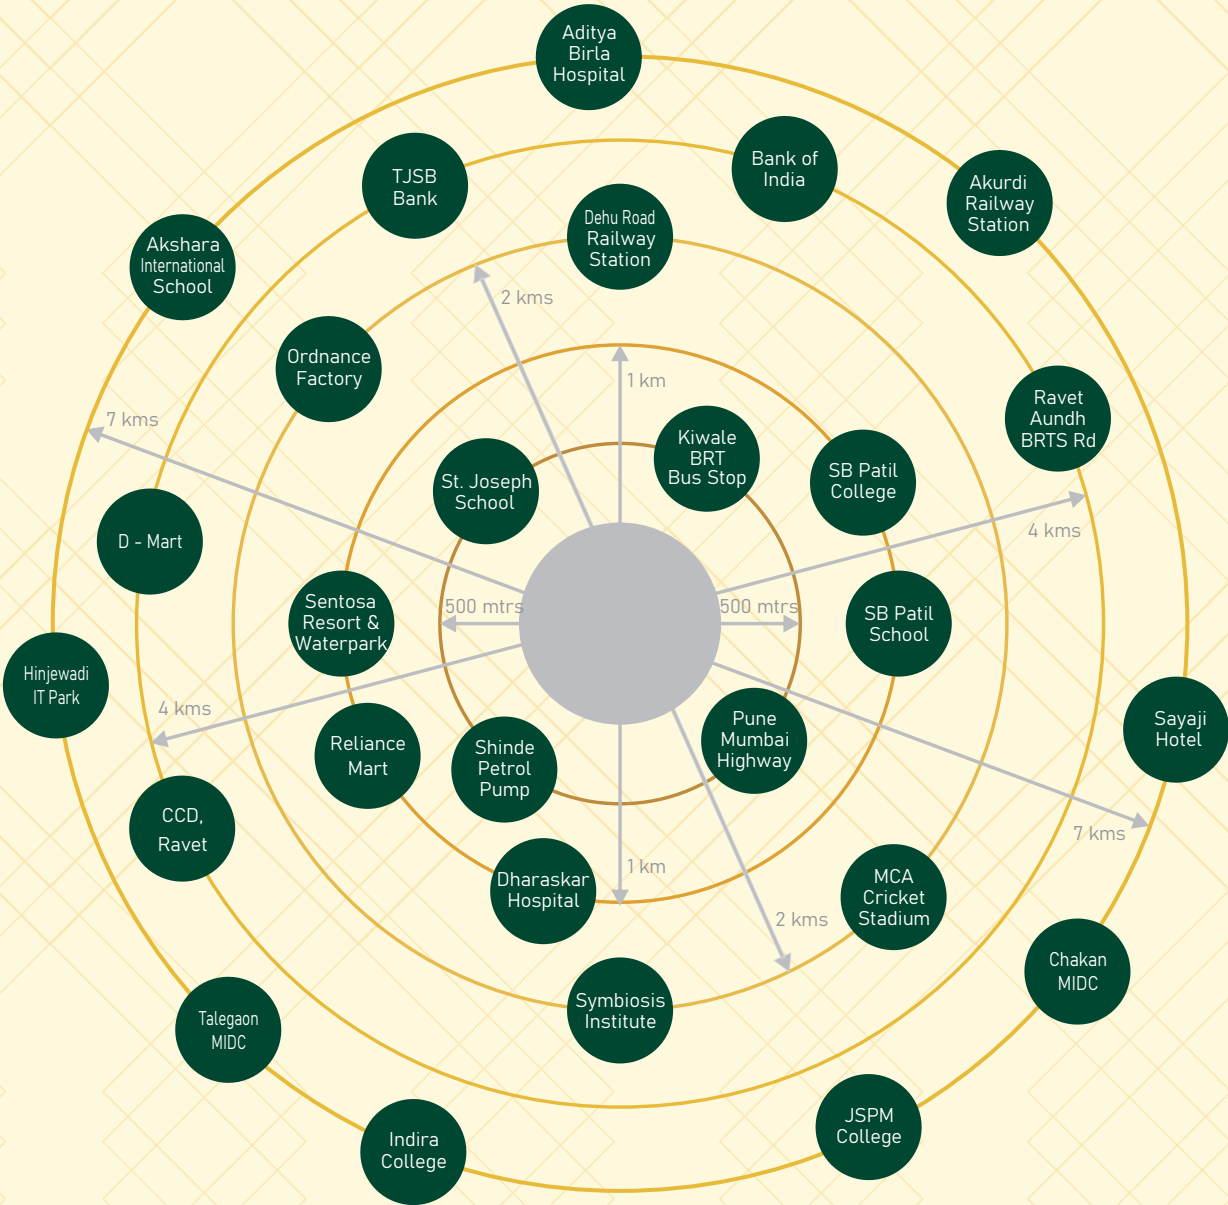 Aditya
Birla
Hospital
Bank of
India
TJSB
Bank
Akurdi
Railway
Station
Dehu Road
Railway
Station
Akshara
International
School
2 kms
Ordnance
Factory
1 km
Ravet
Aundh
BRTS Rd
7 kms
Kiwale
BRT
Bus Stop
SB Patil
College
St. Joseph
School
4 kms
D - Mart
Sentosa
Resort &
Waterpark
500 mtrs
500 mtrs
SB Patil
School
Hinjewadi
IT Park
4 kms
Sayaji
Hotel
Pune
Mumbai
Highway
Reliance
Mart
Shinde
Petrol
Pump
CCD,
Ravet
7 kms
1 km
Dharaskar
Hospital
MCA
Cricket
Stadium
2 kms
Chakan
MIDC
Symbiosis
Institute
Talegaon
MIDC
JSPM
College
Indira
College